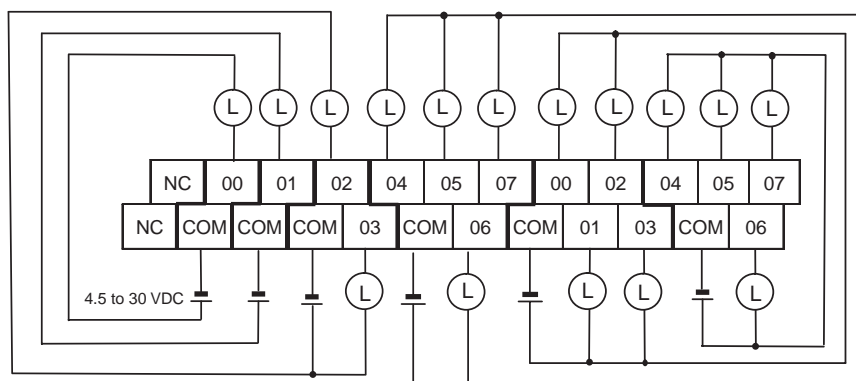 L L L L L L L L L L L
NC 00 01 02 04 05 07 00 02 04 05 07
NC COM COM COM 03 COM 06 COM 01 03 COM 06
4.5 to 30 VDC L L L L L